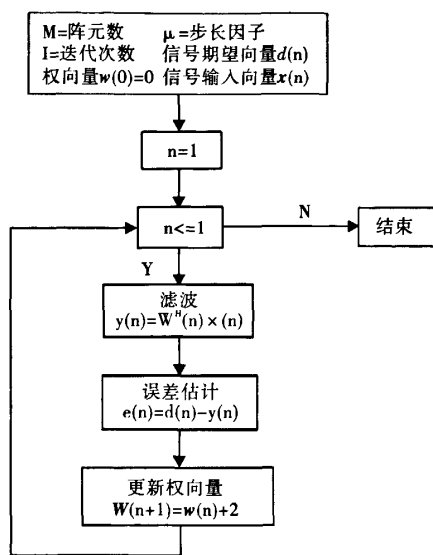 M=阵元数 μ=步长因子
I=迭代次数 信号期望向量d(n)
权向量w(0)=0 信号输入向量x(n)
n=1
n<=1
N
结束
Y
滤波
y(n)=Wᴴ(n)×(n)
误差估计
e(n)=d(n)-y(n)
更新权向量
W(n+1)=w(n)+2